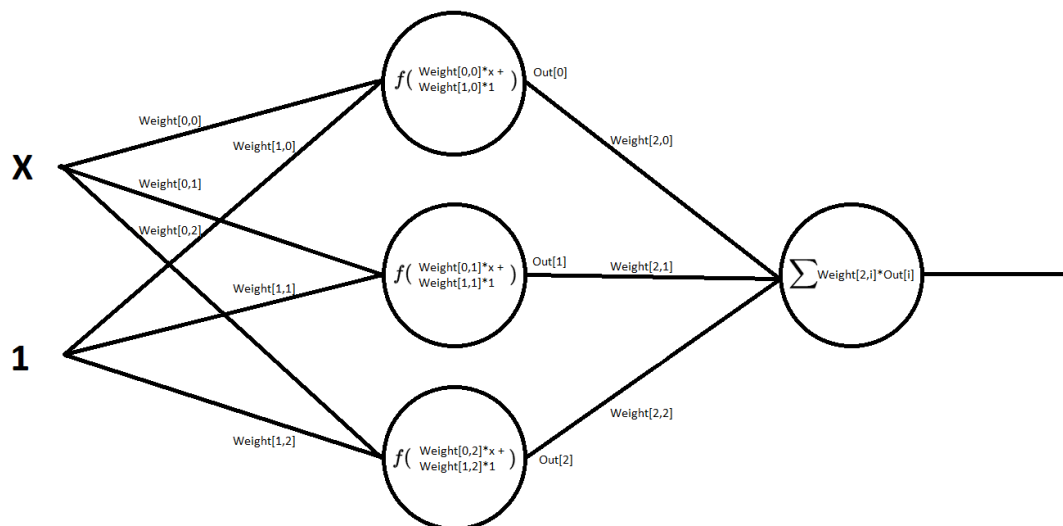 f( Weight[0,0]*x +
Weight[1,0]*1 )
Out[0]
Weight[0,0]
Weight[1,0]
Weight[2,0]
X
Weight[0,1]
Weight[0,2]
f( Weight[0,1]*x +
Weight[1,1]*1 )
Out[1]
Weight[2,1]
∑ Weight[2,i]*Out[i]
Weight[1,1]
1
Weight[2,2]
Weight[1,2]
f( Weight[0,2]*x +
Weight[1,2]*1 )
Out[2]